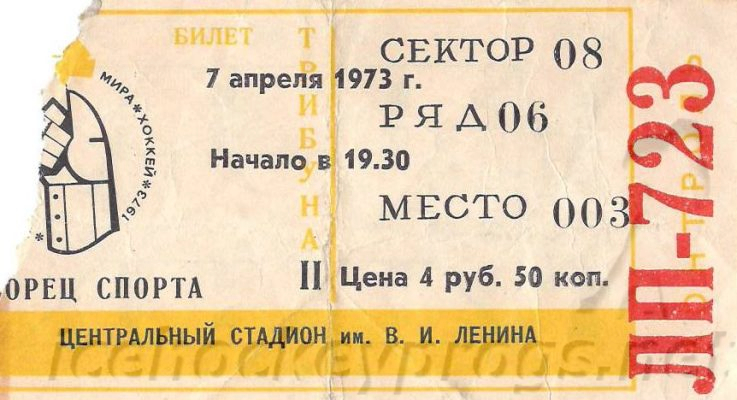 БИЛЕТ
ТРИБУНА
II
7 апреля 1973 г.
Начало в 19.30
СЕКТОР 08
РЯД 06
МЕСТО 003
Цена 4 руб. 50 коп.
МИРА * ХОККЕЙ * 1973 *
ОРЕЦ СПОРТА
ЦЕНТРАЛЬНЫЙ СТАДИОН им. В. И. ЛЕНИНА
ЛП-723
icehockeyprogs.net